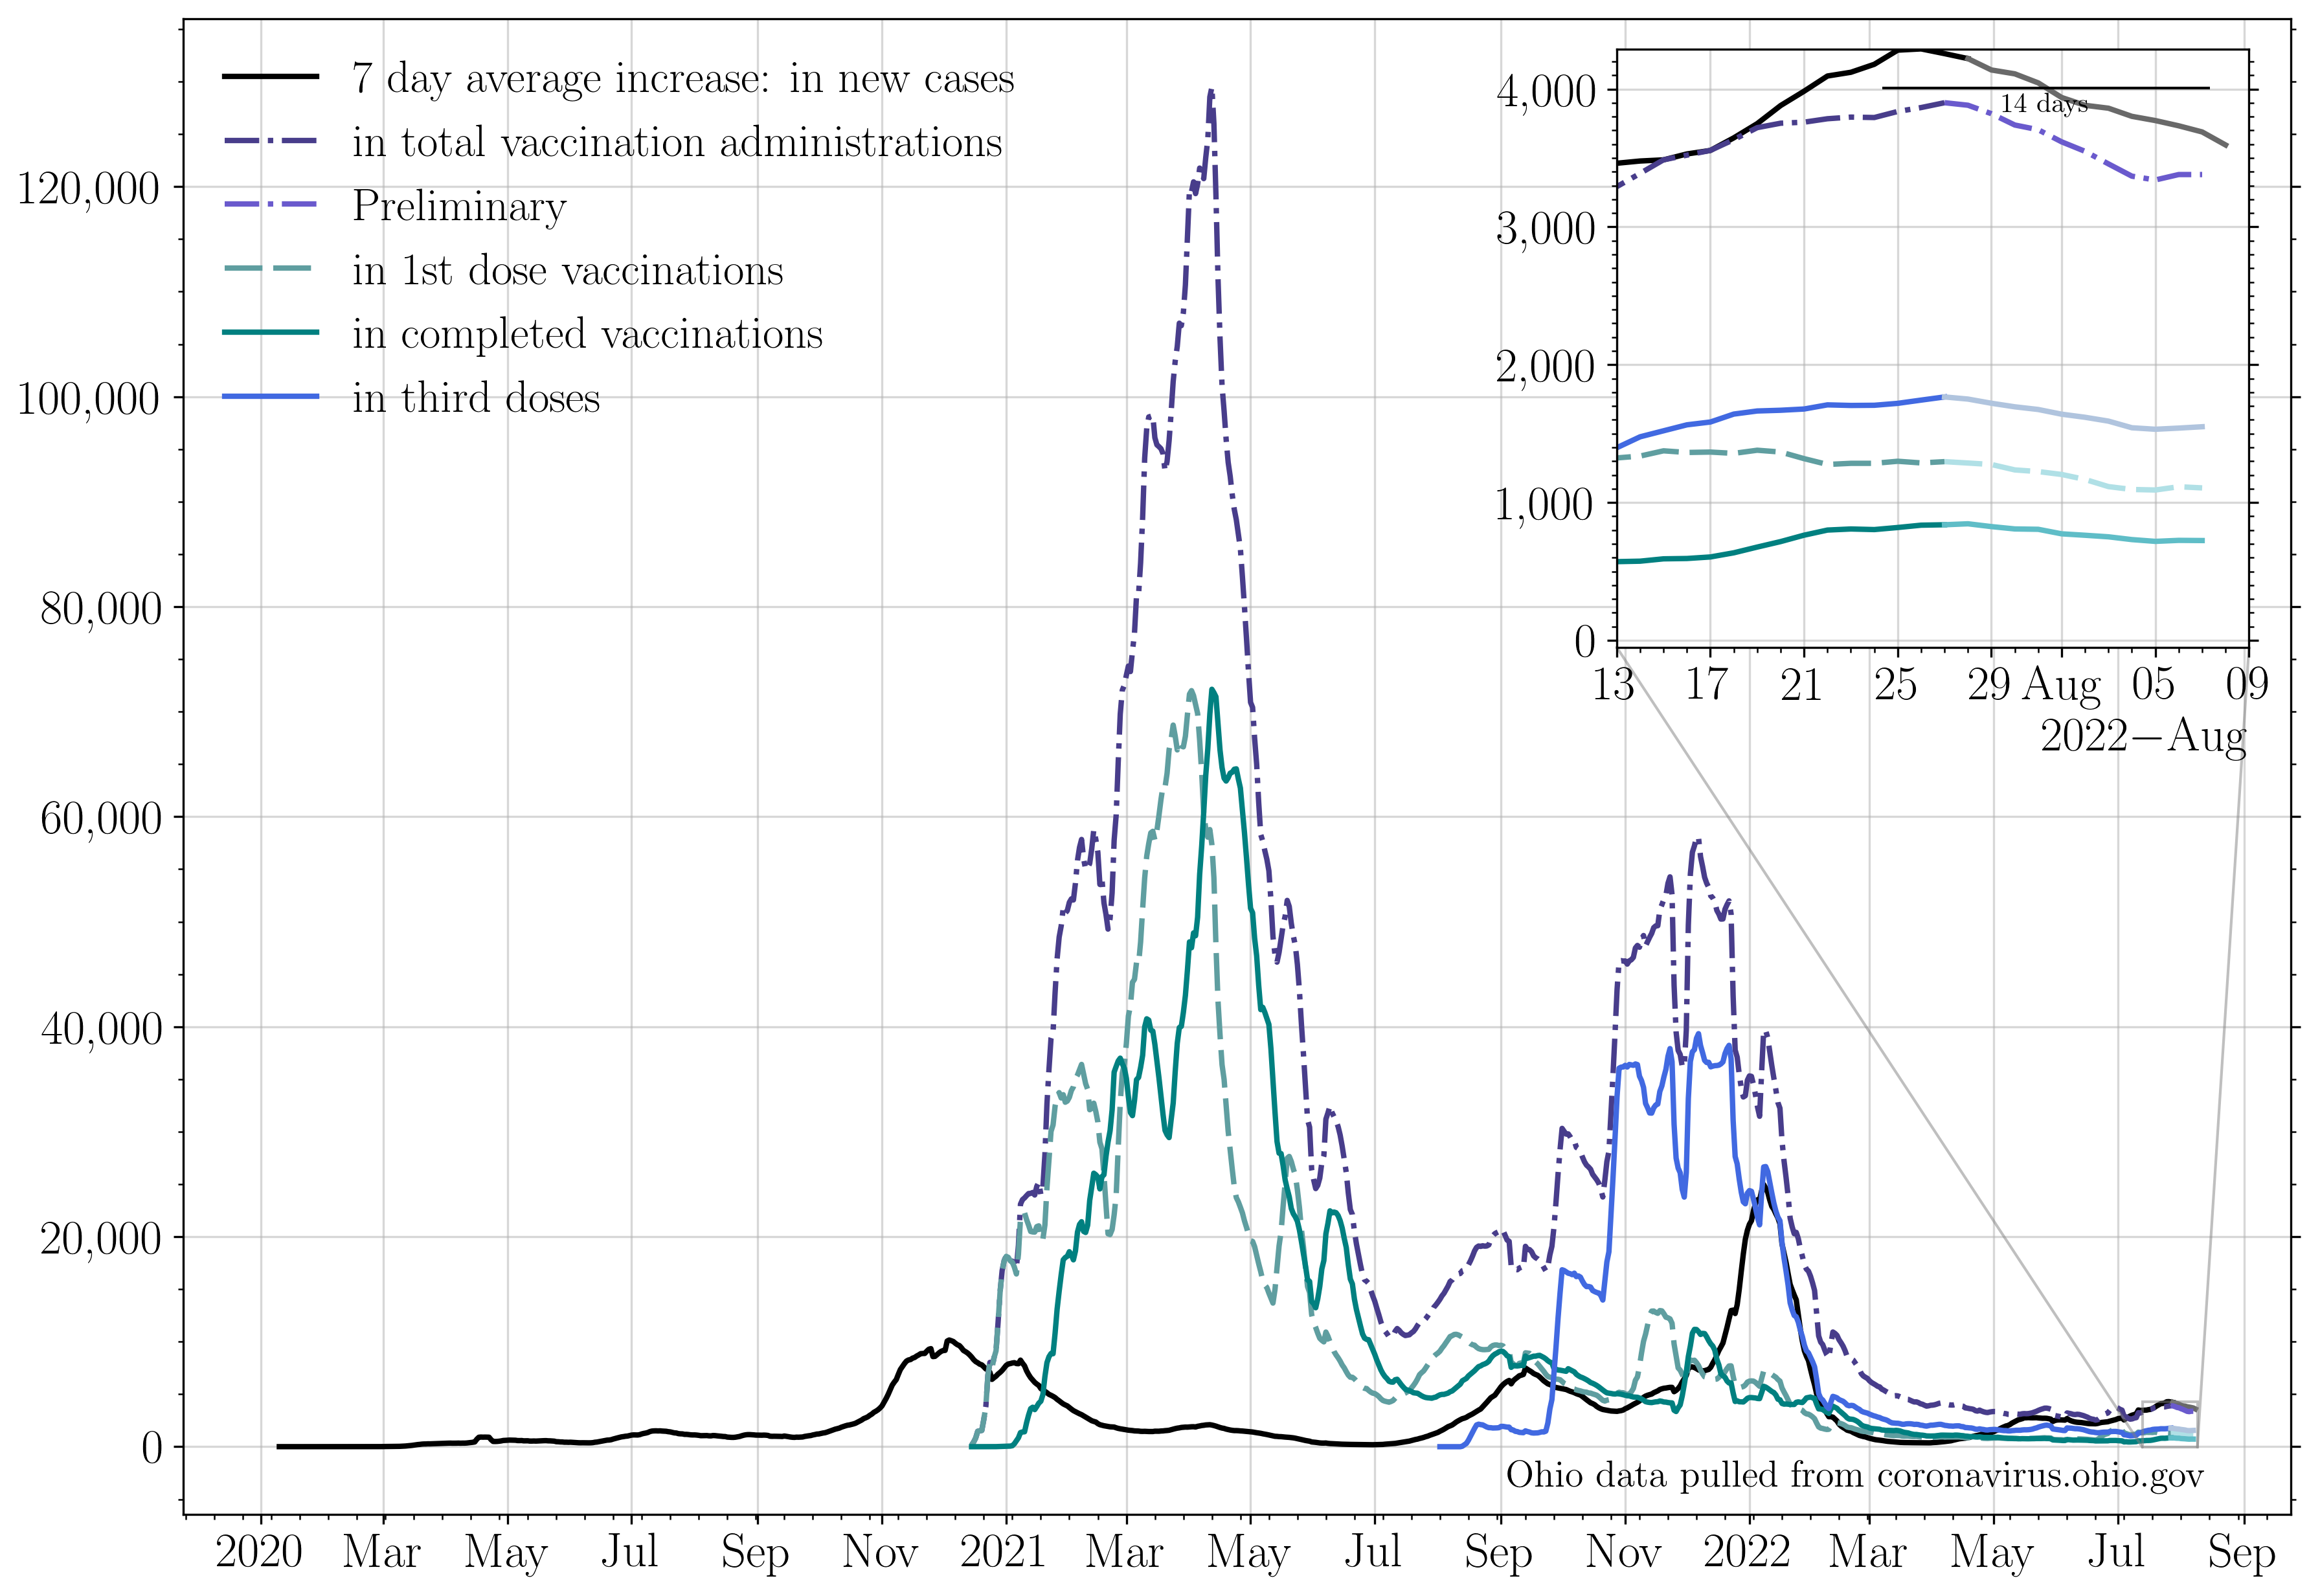 7 day average increase: in new cases
in total vaccination administrations
Preliminary
in 1st dose vaccinations
in completed vaccinations
in third doses
120,000
100,000
80,000
60,000
40,000
20,000
0
4,000
3,000
2,000
1,000
0
14 days
13 17 21 25 29 Aug 05 09
2022−Aug
Ohio data pulled from coronavirus.ohio.gov
2020 Mar May Jul Sep Nov 2021 Mar May Jul Sep Nov 2022 Mar May Jul Sep